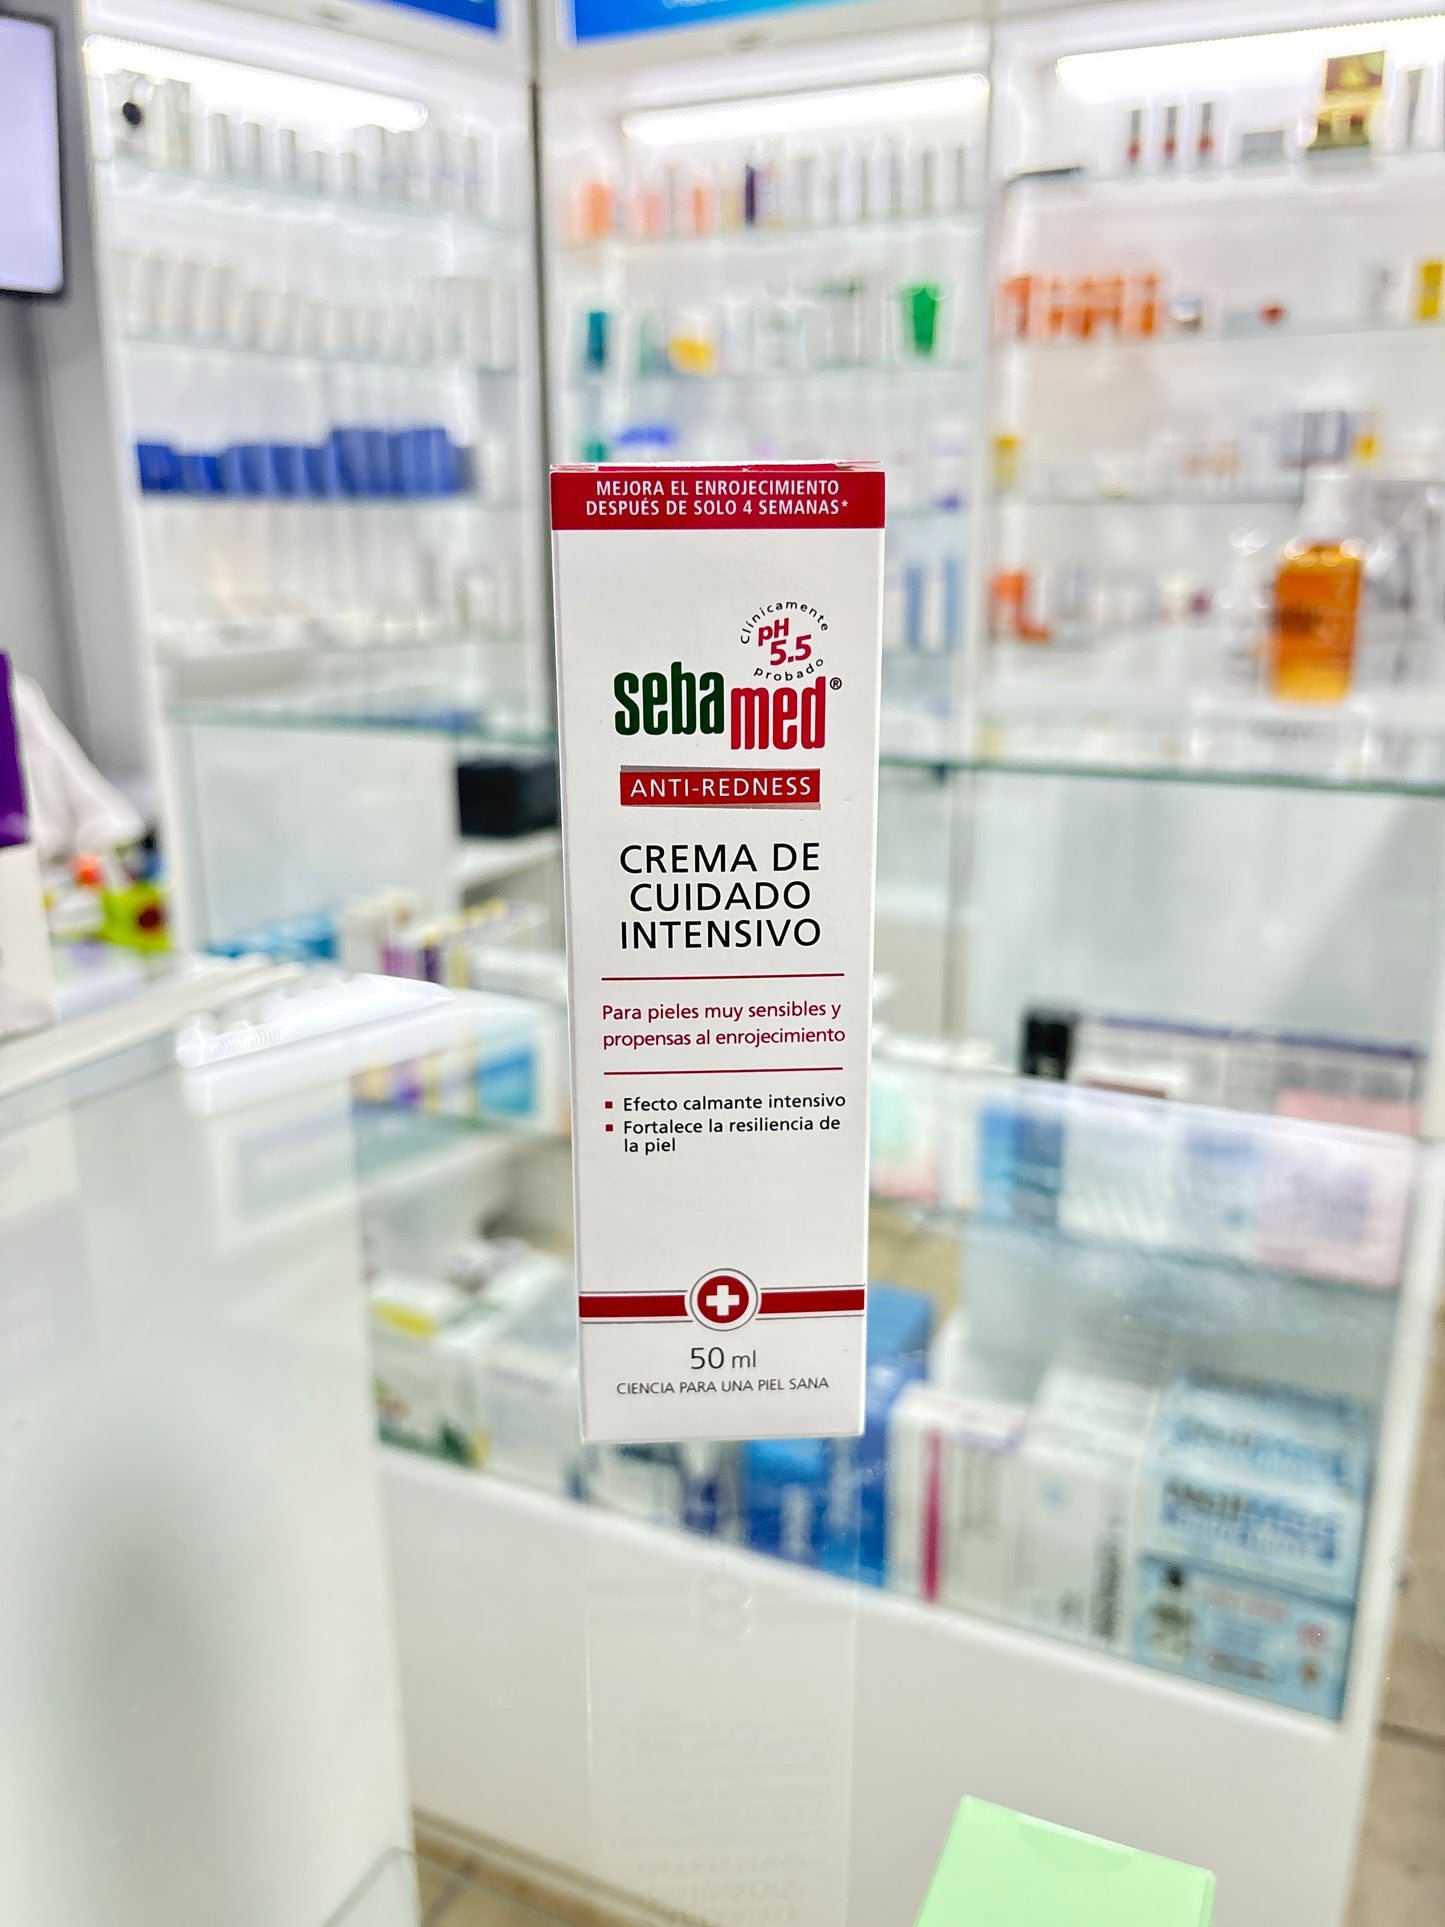 MEJORA EL ENROJECIMIENTO
DESPUÉS DE SOLO 4 SEMANAS*
Clínicamente
pH
5.5
probado
sebamed®
ANTI-REDNESS
CREMA DE
CUIDADO
INTENSIVO
Para pieles muy sensibles y
propensas al enrojecimiento
Efecto calmante intensivo
Fortalece la resiliencia de
la piel
50 ml
CIENCIA PARA UNA PIEL SANA